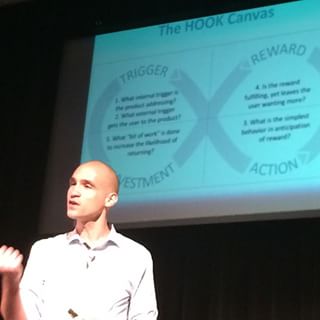 The HOOK Canvas
TRIGGER
1. What internal trigger is
the product addressing?
2. What external trigger
gets the user to the product?
REWARD
4. Is the reward
fulfilling, yet leaves the
user wanting more?
5. What "bit of work" is done
to increase the likelihood of
returning?
INVESTMENT
3. What is the simplest
behavior in anticipation
of reward?
ACTION